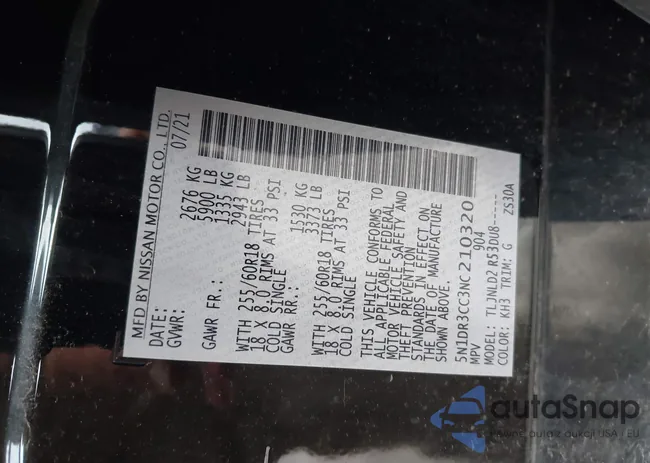 MFD BY NISSAN MOTOR CO., LTD.
DATE: 07/21
GVWR: 2676 KG
5900 LB
GAWR FR.: 1335 KG
2943 LB
WITH 255/60R18 TIRES
18 X 8.0 RIMS AT 33 PSI
COLD SINGLE
GAWR RR.: 1530 KG
3373 LB
WITH 255/60R18 TIRES
18 X 8.0 RIMS AT 33 PSI
COLD SINGLE
THIS VEHICLE CONFORMS TO
ALL APPLICABLE FEDERAL
MOTOR VEHICLE SAFETY AND
THEFT PREVENTION
STANDARDS IN EFFECT ON
THE DATE OF MANUFACTURE
SHOWN ABOVE.
5N1DR3CC3NC210320
MPV 904
MODEL: TLJNLD2 R53DU8-----
COLOR: KH3 TRIM: G ZS30A
autoSnap